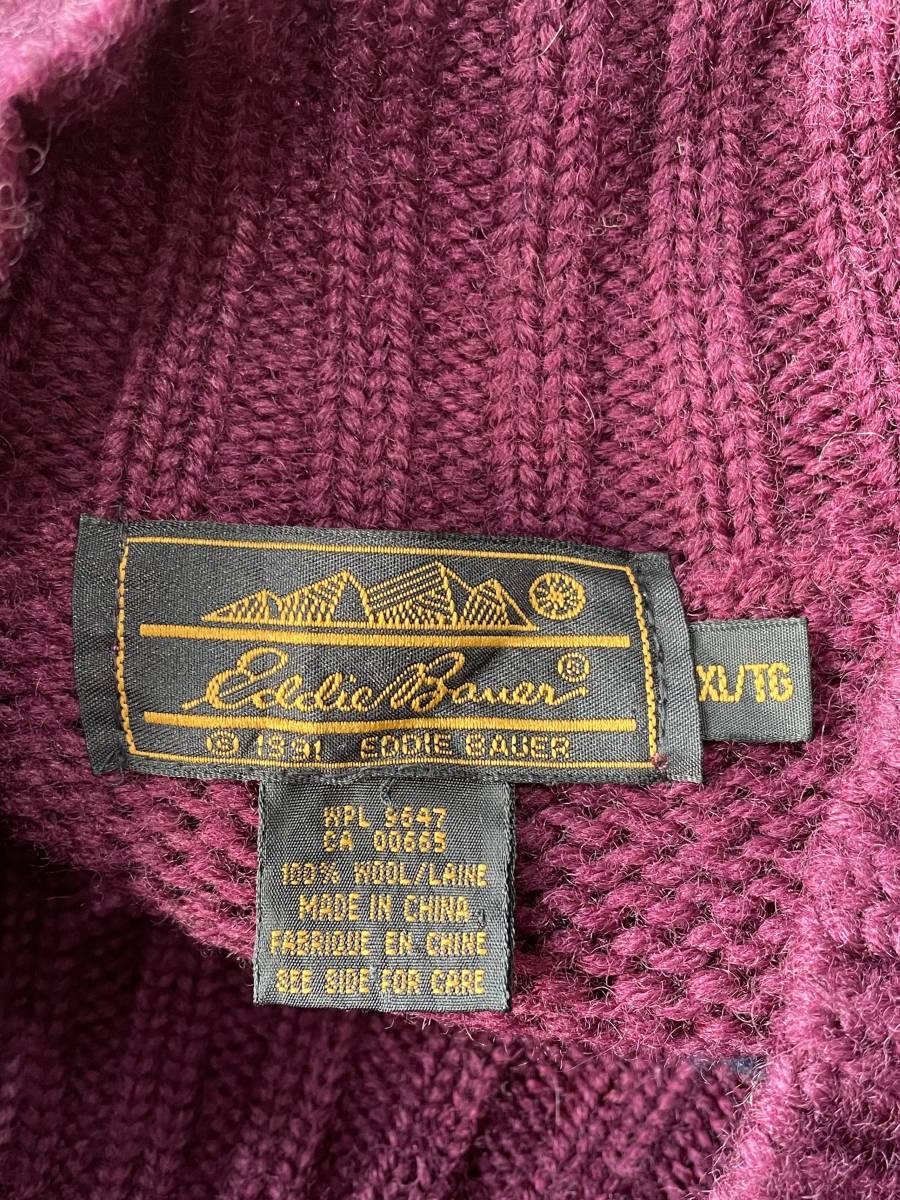 Eddie Bauer®
© 1991 EDDIE BAUER
XL/TG
WPL 9647
CA 00665
100% WOOL/LAINE
MADE IN CHINA
FABRIQUE EN CHINE
SEE SIDE FOR CARE